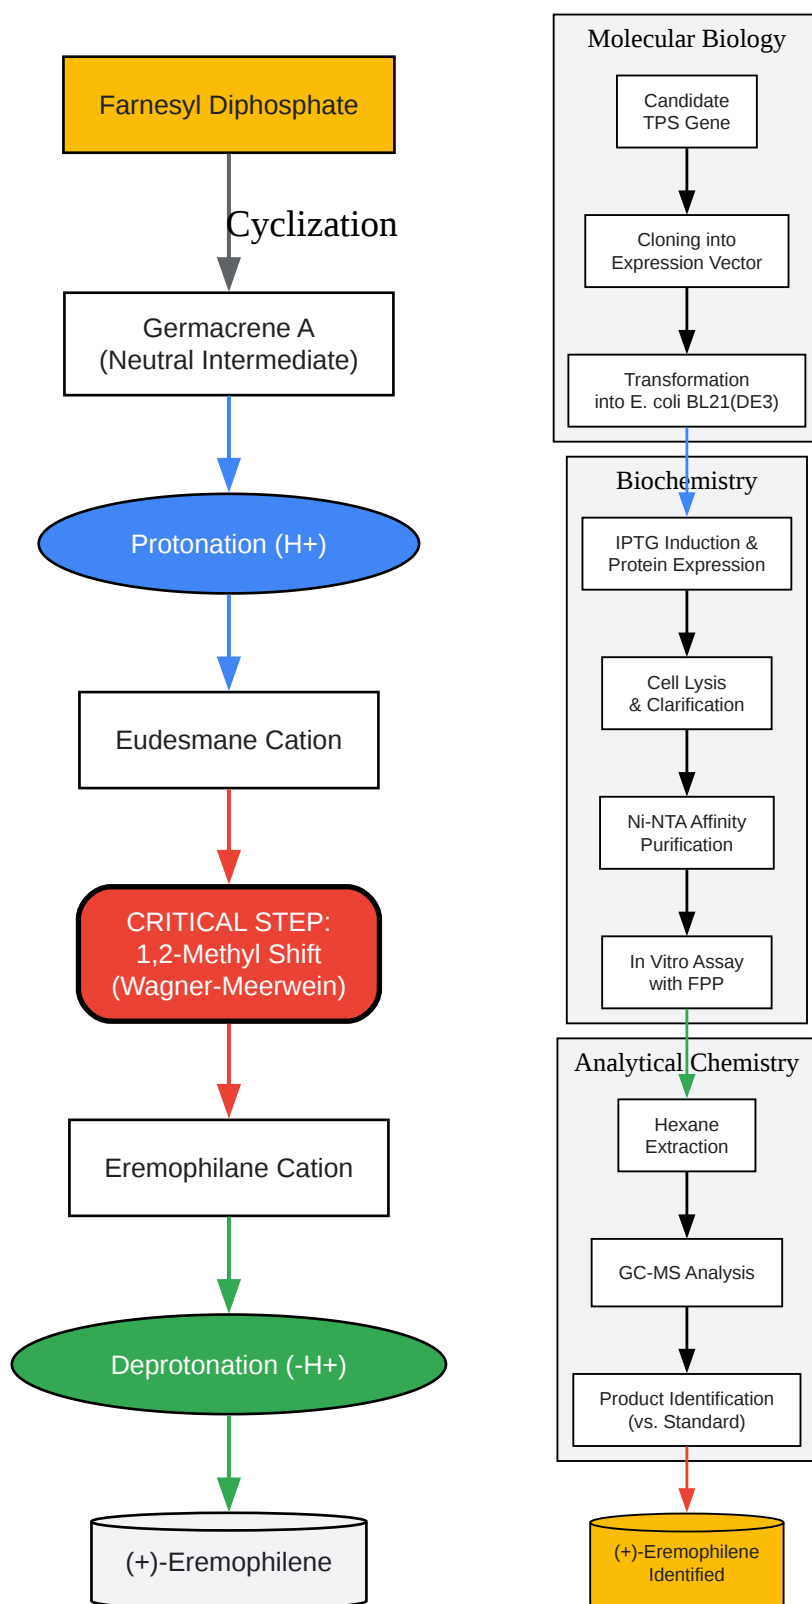 Farnesyl Diphosphate
Cyclization
Germacrene A
(Neutral Intermediate)
Protonation (H+)
Eudesmane Cation
CRITICAL STEP:
1,2-Methyl Shift
(Wagner-Meerwein)
Eremophilane Cation
Deprotonation (-H+)
(+)-Eremophilene
Molecular Biology
Candidate
TPS Gene
Cloning into
Expression Vector
Transformation
into E. coli BL21(DE3)
Biochemistry
IPTG Induction &
Protein Expression
Cell Lysis
& Clarification
Ni-NTA Affinity
Purification
In Vitro Assay
with FPP
Analytical Chemistry
Hexane
Extraction
GC-MS Analysis
Product Identification
(vs. Standard)
(+)-Eremophilene
Identified